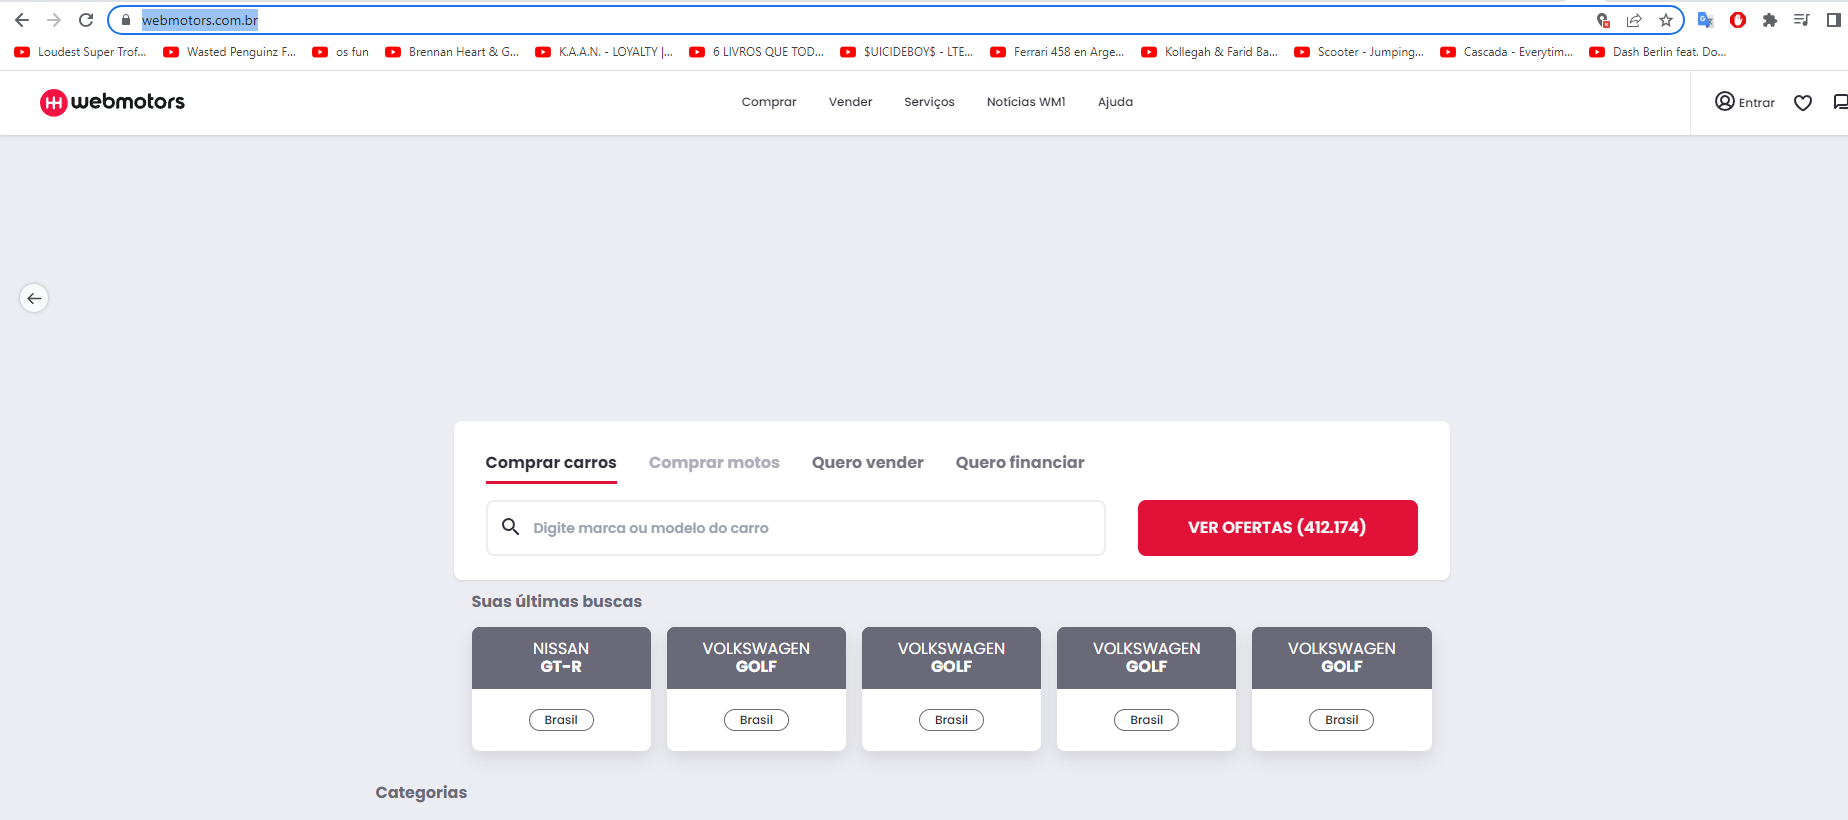 webmotors.com.br
Loudest Super Trof... Wasted Penguinz F... os fun Brennan Heart & G... K.A.A.N. - LOYALTY |... 6 LIVROS QUE TOD... $UICIDEBOY$ - LTE... Ferrari 458 en Arge... Kollegah & Farid Ba... Scooter - Jumping... Cascada - Everytim... Dash Berlin feat. Do...
webmotors Comprar Vender Serviços Notícias WM1 Ajuda Entrar
Comprar carros Comprar motos Quero vender Quero financiar
Digite marca ou modelo do carro VER OFERTAS (412.174)
Suas últimas buscas
NISSAN VOLKSWAGEN VOLKSWAGEN VOLKSWAGEN VOLKSWAGEN
GT-R GOLF GOLF GOLF GOLF
Brasil Brasil Brasil Brasil Brasil
Categorias